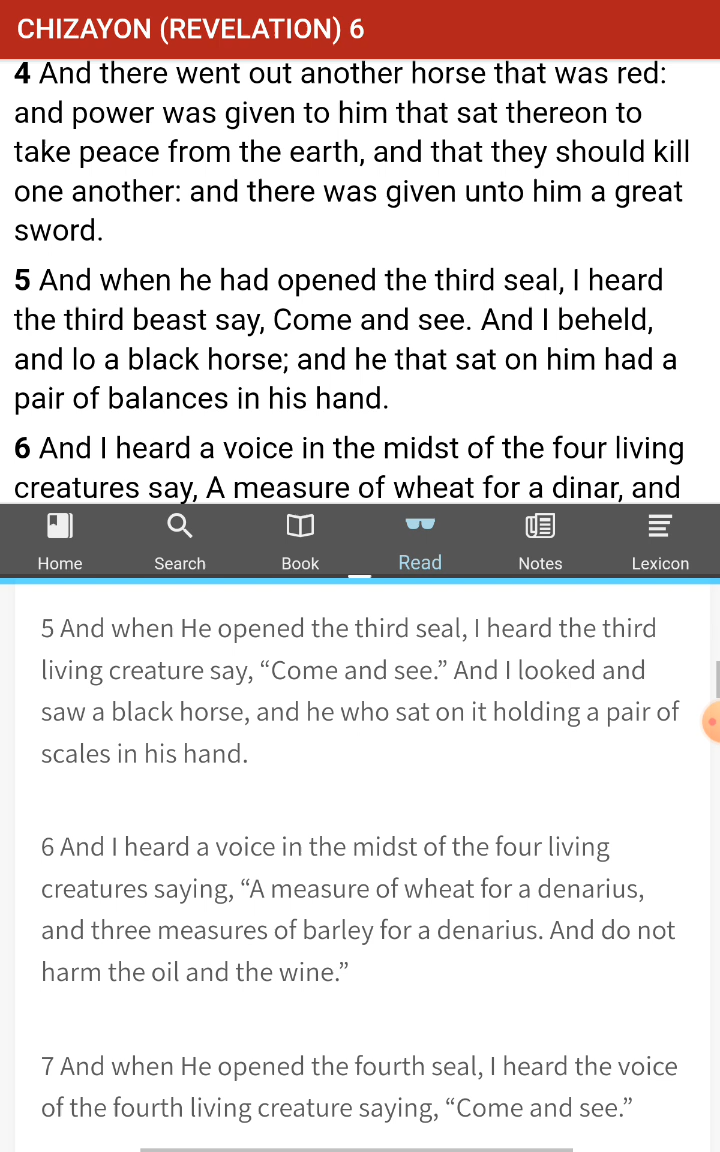 CHIZAYON (REVELATION) 6
4 And there went out another horse that was red:
and power was given to him that sat thereon to
take peace from the earth, and that they should kill
one another: and there was given unto him a great
sword.
5 And when he had opened the third seal, I heard
the third beast say, Come and see. And I beheld,
and lo a black horse; and he that sat on him had a
pair of balances in his hand.
6 And I heard a voice in the midst of the four living
creatures say, A measure of wheat for a dinar, and
Home Search Book Read Notes Lexicon
5 And when He opened the third seal, I heard the third
living creature say, “Come and see.” And I looked and
saw a black horse, and he who sat on it holding a pair of
scales in his hand.
6 And I heard a voice in the midst of the four living
creatures saying, “A measure of wheat for a denarius,
and three measures of barley for a denarius. And do not
harm the oil and the wine.”
7 And when He opened the fourth seal, I heard the voice
of the fourth living creature saying, “Come and see.”